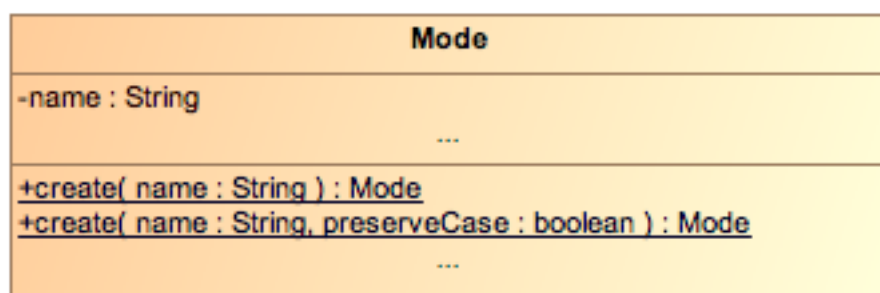 Mode
-name : String
...
+create( name : String ) : Mode
+create( name : String, preserveCase : boolean ) : Mode
...